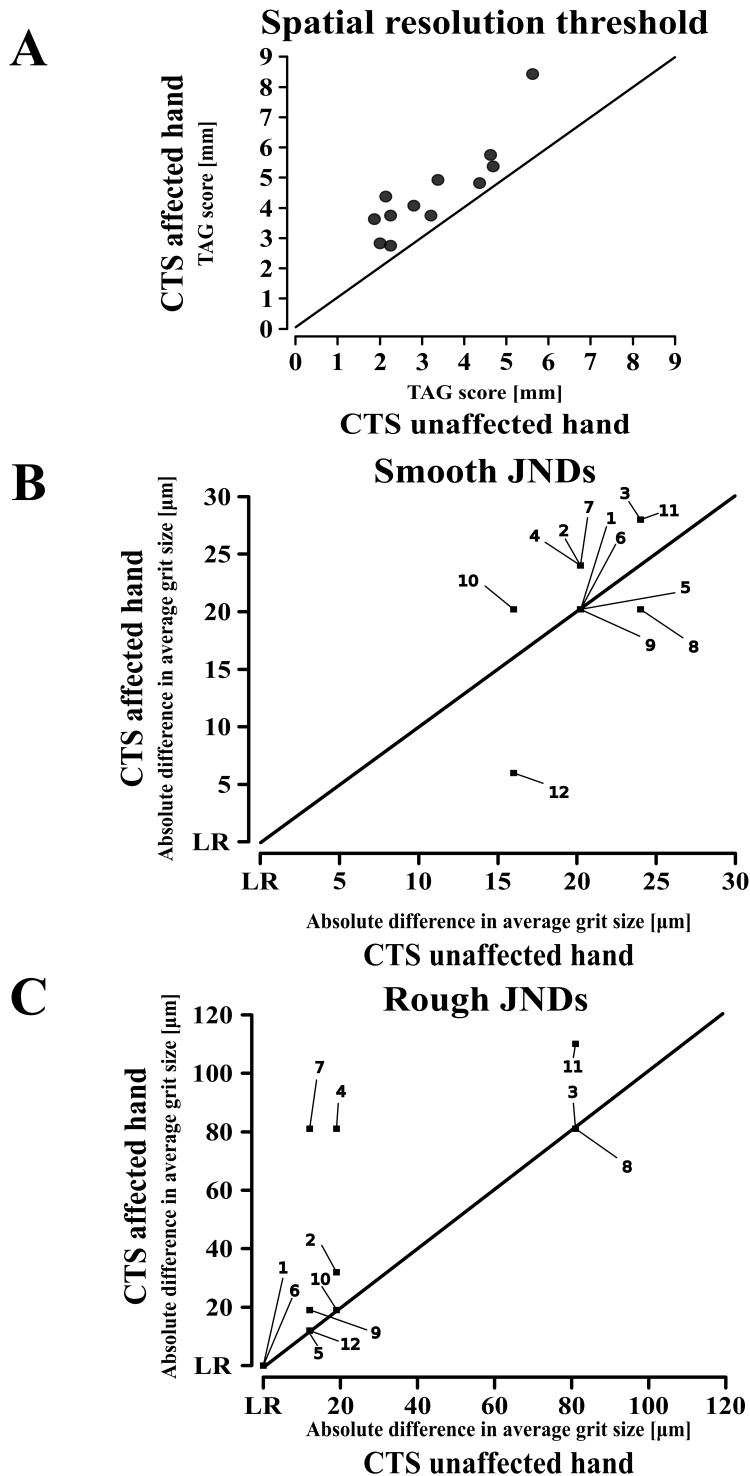 A
Spatial resolution threshold
CTS affected hand
TAG score [mm]
9
8
7
6
5
4
3
2
1
0
0 1 2 3 4 5 6 7 8 9
TAG score [mm]
CTS unaffected hand
B
Smooth JNDs
CTS affected hand
Absolute difference in average grit size [µm]
30
25
20
15
10
5
LR
3
11
7
1
2
4
6
10
5
9
8
12
LR 5 10 15 20 25 30
Absolute difference in average grit size [µm]
CTS unaffected hand
C
Rough JNDs
CTS affected hand
Absolute difference in average grit size [µm]
120
100
80
60
40
20
LR
7
4
11
3
8
2
1
10
6
9
12
5
LR 20 40 60 80 100 120
Absolute difference in average grit size [µm]
CTS unaffected hand